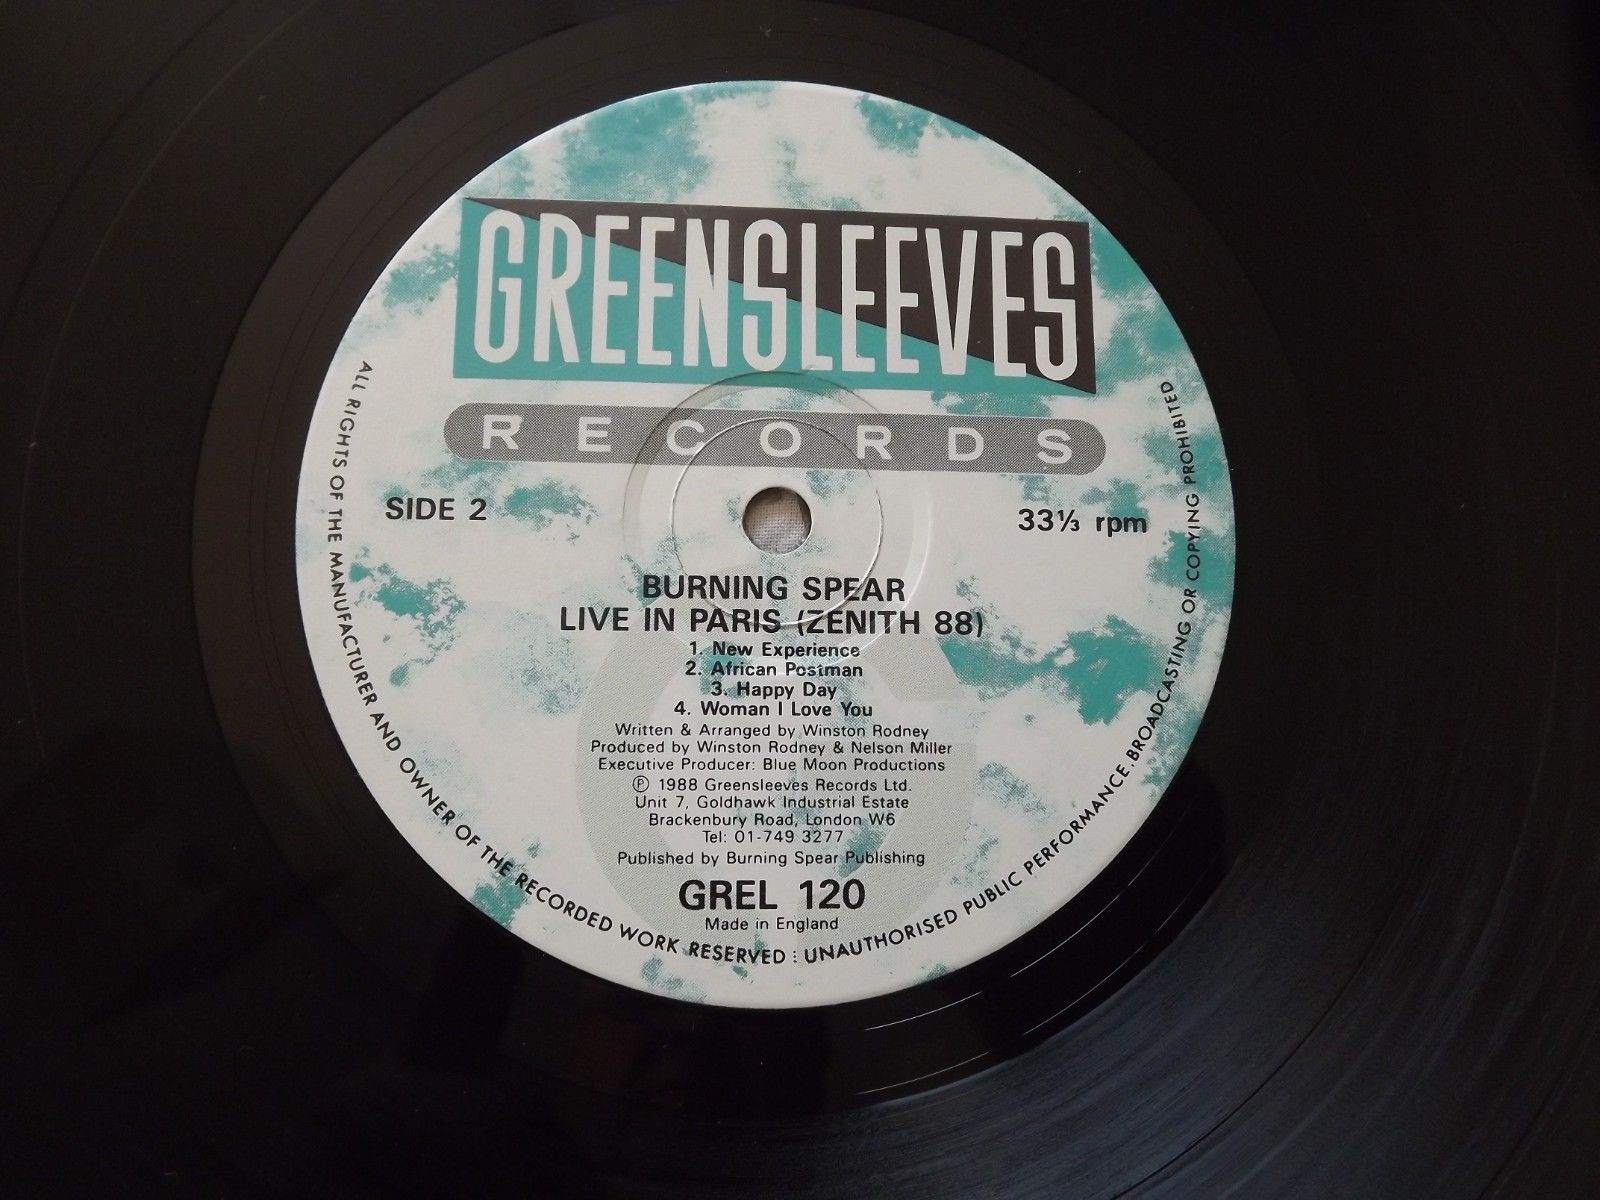 GREENSLEEVES
RECORDS
SIDE 2
33⅓ rpm
BURNING SPEAR
LIVE IN PARIS (ZENITH 88)
1. New Experience
2. African Postman
3. Happy Day
4. Woman I Love You
Written & Arranged by Winston Rodney
Produced by Winston Rodney & Nelson Miller
Executive Producer: Blue Moon Productions
℗ 1988 Greensleeves Records Ltd.
Unit 7, Goldhawk Industrial Estate
Brackenbury Road, London W6
Tel: 01-749 3277
Published by Burning Spear Publishing
GREL 120
Made in England
ALL RIGHTS OF THE MANUFACTURER AND OWNER OF THE RECORDED WORK RESERVED : UNAUTHORISED PUBLIC PERFORMANCE, BROADCASTING OR COPYING PROHIBITED